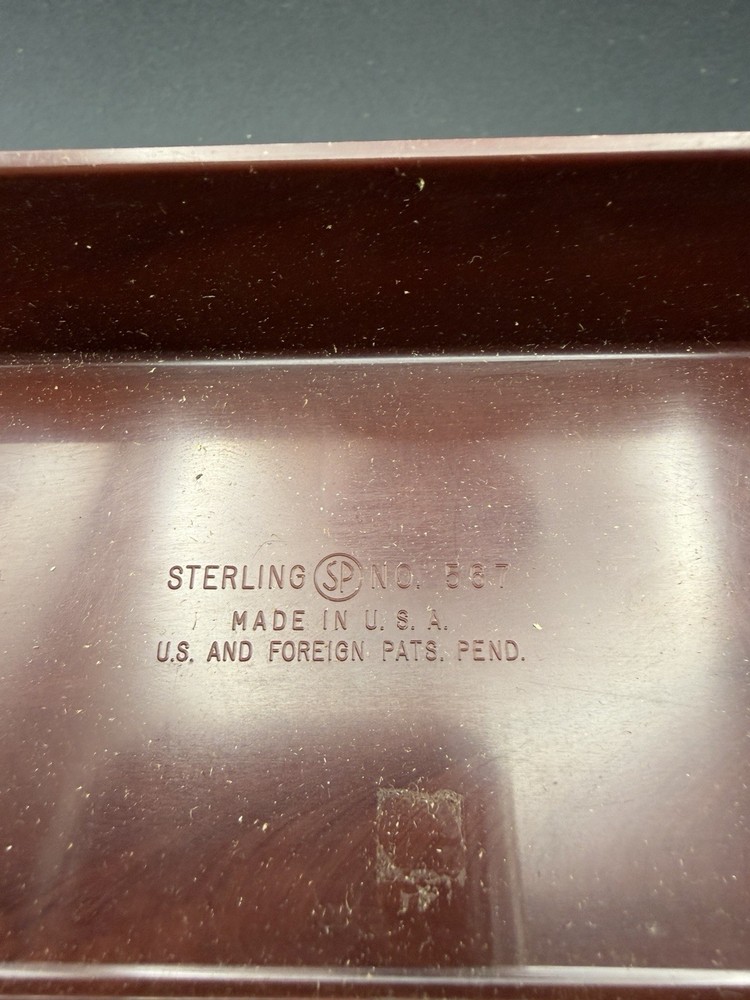 STERLING SP NO. 567
MADE IN U. S. A.
U.S. AND FOREIGN PATS. PEND.